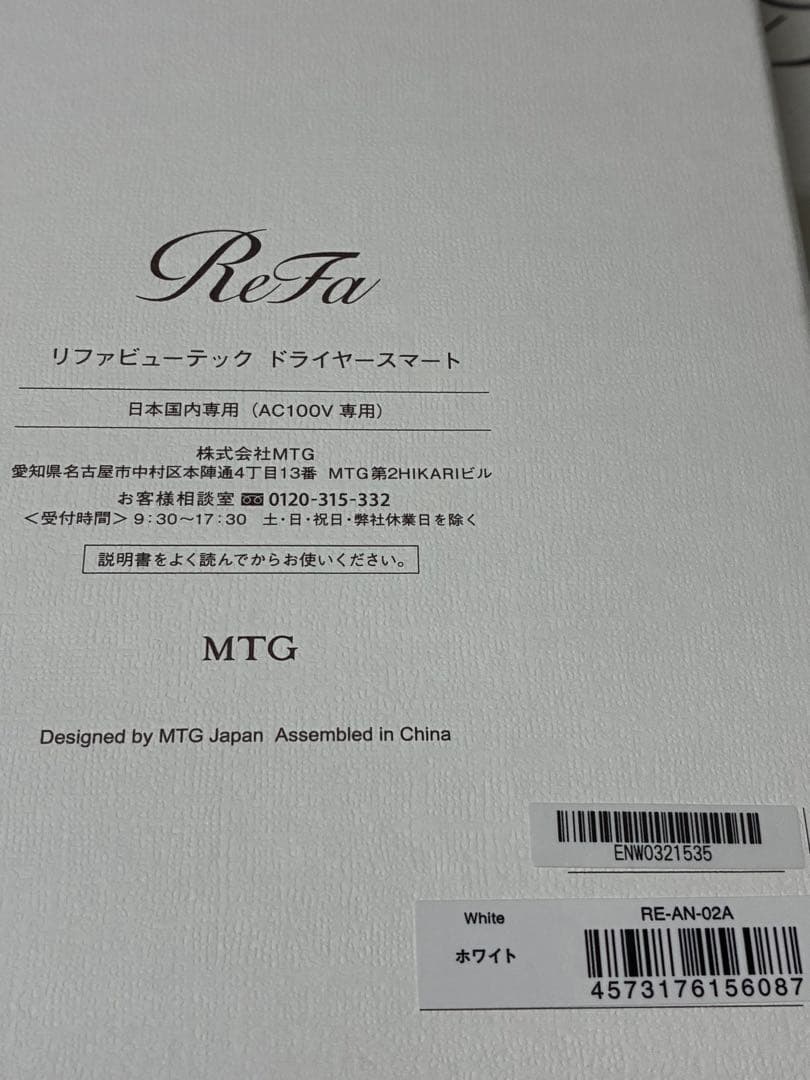 ReFa
リファビューテック ドライヤースマート
日本国内専用（AC100V 専用）
株式会社MTG
愛知県名古屋市中村区本陣通4丁目13番 MTG第2HIKARIビル
お客様相談室 0120-315-332
＜受付時間＞9：30～17：30 土・日・祝日・弊社休業日を除く
説明書をよく読んでからお使いください。
MTG
Designed by MTG Japan Assembled in China
ENW0321535
White RE-AN-02A
ホワイト
4573176156087